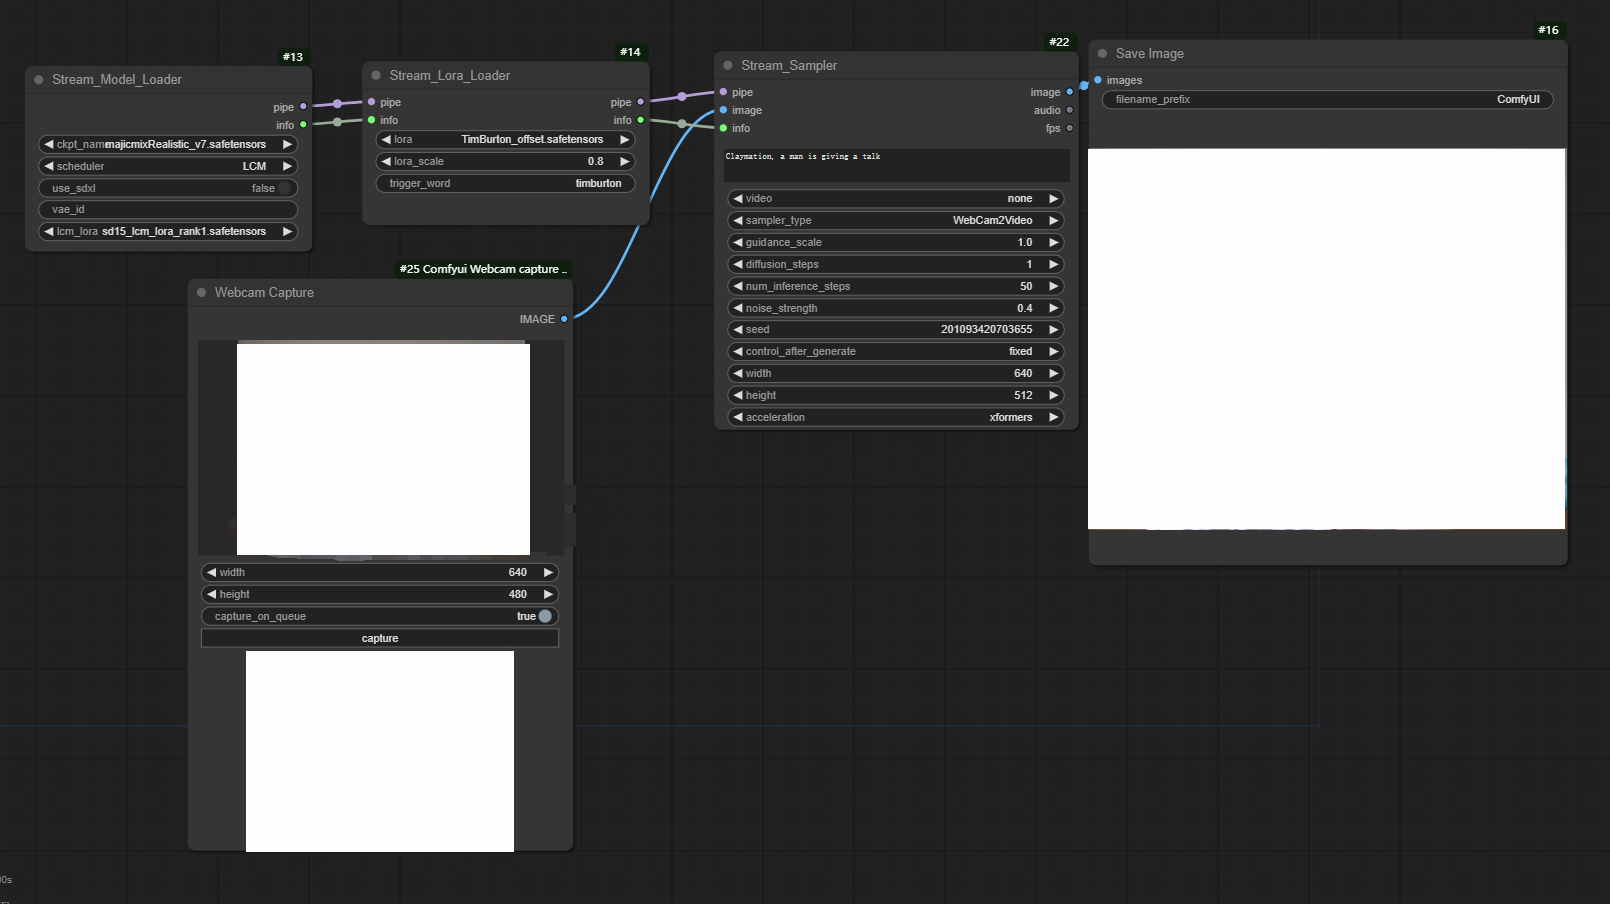 #13
Stream_Model_Loader
pipe
info
ckpt_name majicmixRealistic_v7.safetensors
scheduler LCM
use_sdxl false
vae_id
lcm_lora sd15_lcm_lora_rank1.safetensors
#14
Stream_Lora_Loader
pipe pipe
info info
lora TimBurton_offset.safetensors
lora_scale 0.8
trigger_word timburton
#22
Stream_Sampler
pipe image
image audio
info fps
Claymation, a man is giving a talk
video none
sampler_type WebCam2Video
guidance_scale 1.0
diffusion_steps 1
num_inference_steps 50
noise_strength 0.4
seed 201093420703655
control_after_generate fixed
width 640
height 512
acceleration xformers
#16
Save Image
images
filename_prefix ComfyUI
#25 Comfyui Webcam capture ..
Webcam Capture
IMAGE
width 640
height 480
capture_on_queue true
capture